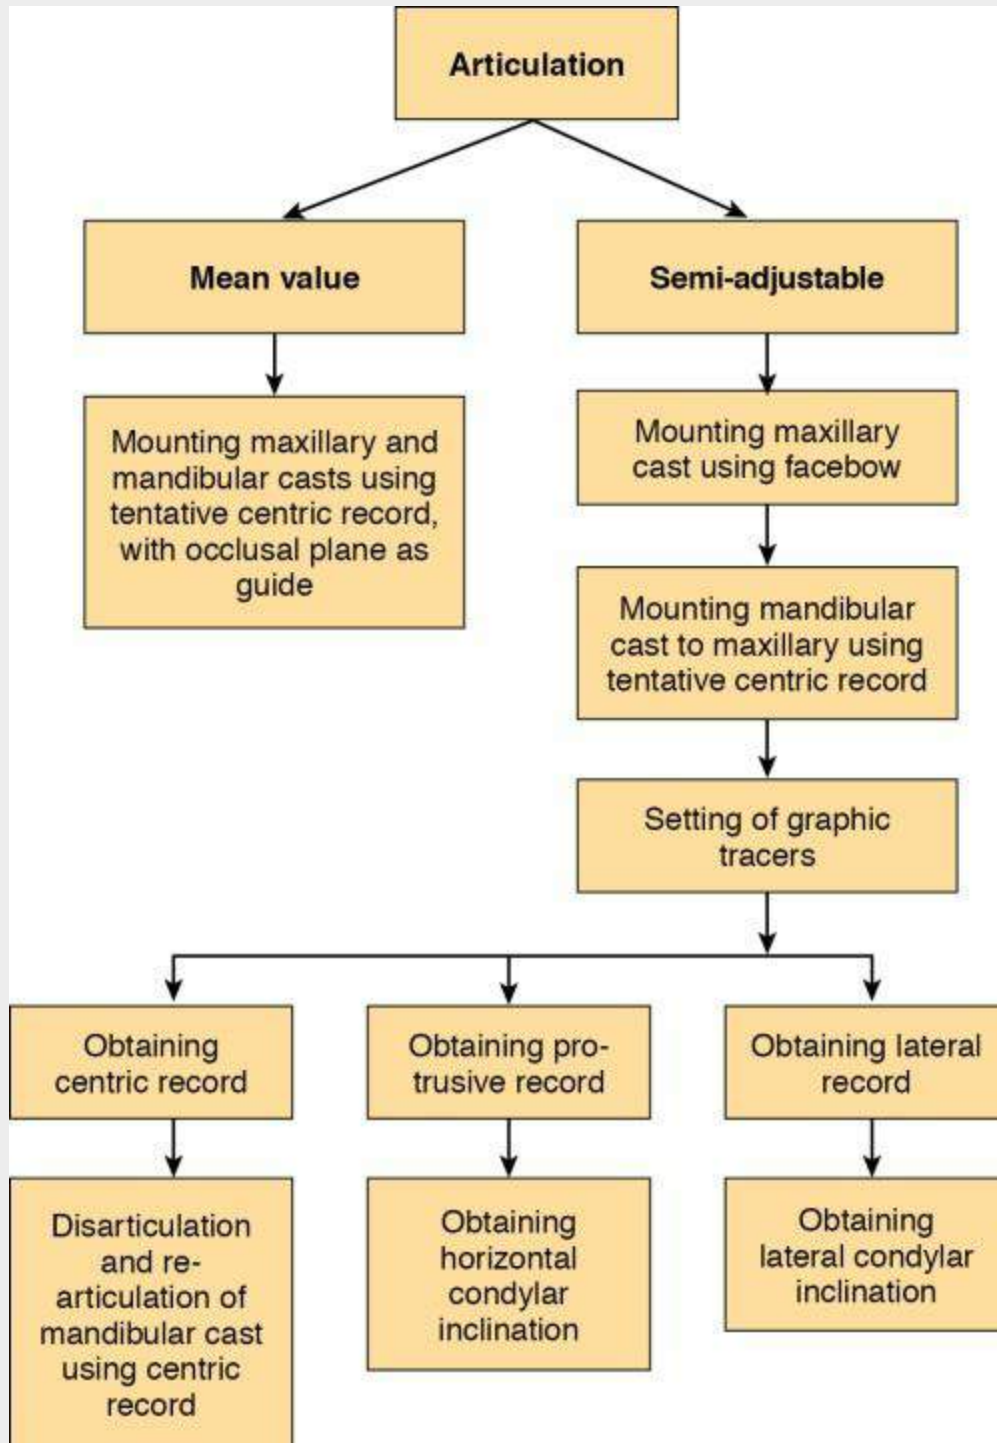 Articulation
Mean value
Semi-adjustable
Mounting maxillary and
mandibular casts using
tentative centric record,
with occlusal plane as
guide
Mounting maxillary
cast using facebow
Mounting mandibular
cast to maxillary using
tentative centric record
Setting of graphic
tracers
Obtaining
centric record
Obtaining pro-
trusive record
Obtaining lateral
record
Disarticulation
and re-
articulation of
mandibular cast
using centric
record
Obtaining
horizontal
condylar
inclination
Obtaining
lateral condylar
inclination